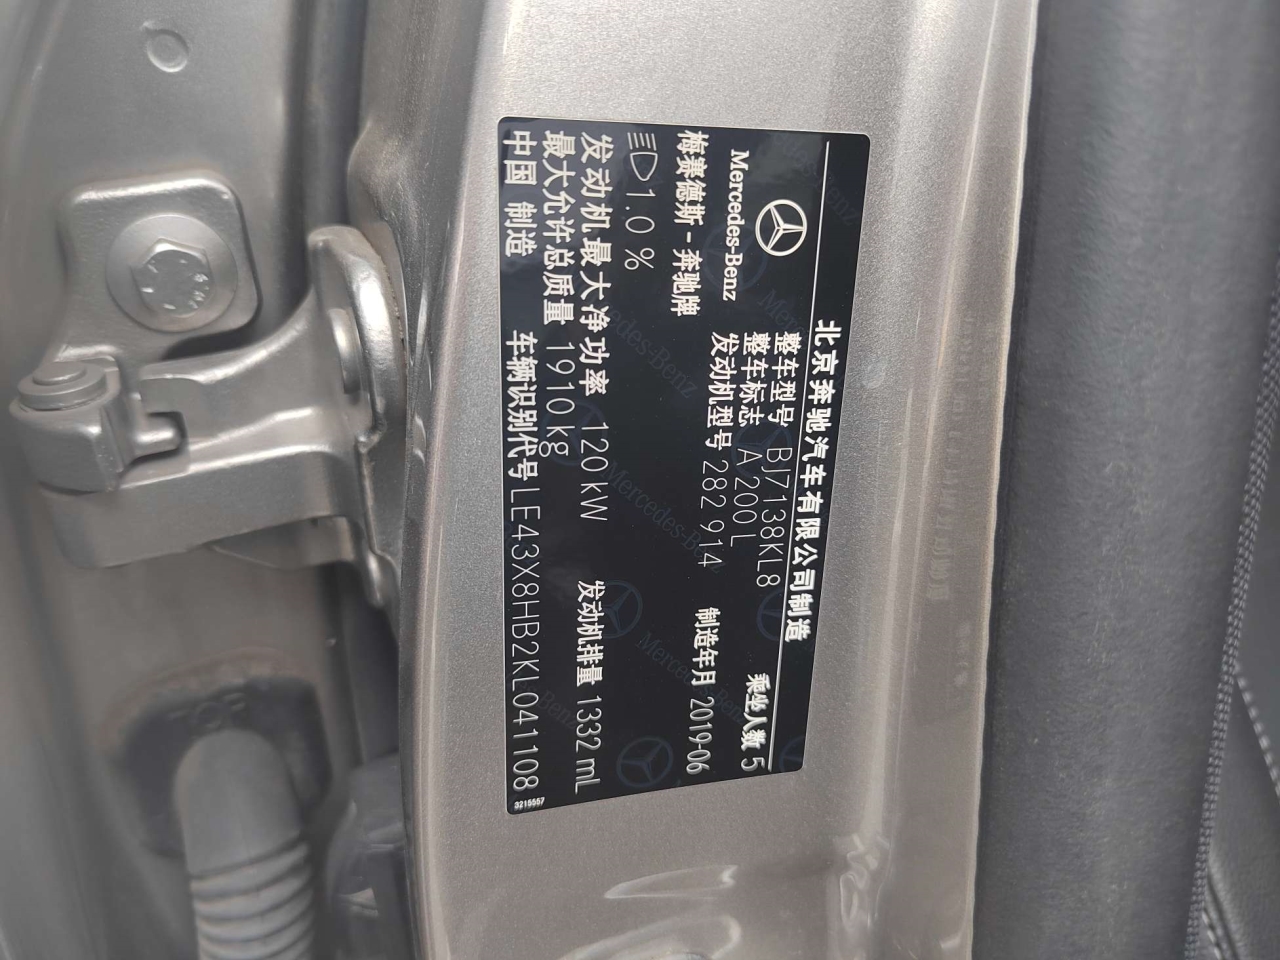 北京奔驰汽车有限公司制造
Mercedes-Benz
梅赛德斯-奔驰牌
整车型号 BJ7138KL8
整车标志 A 200 L
乘坐人数 5
发动机型号 282 914
制造年月 2019-06
1.0 %
发动机最大净功率 120 kW
发动机排量 1332 mL
最大允许总质量 1910 kg
中国 制造
车辆识别代号 LE43X8HB2KL041108
3215557
TOP